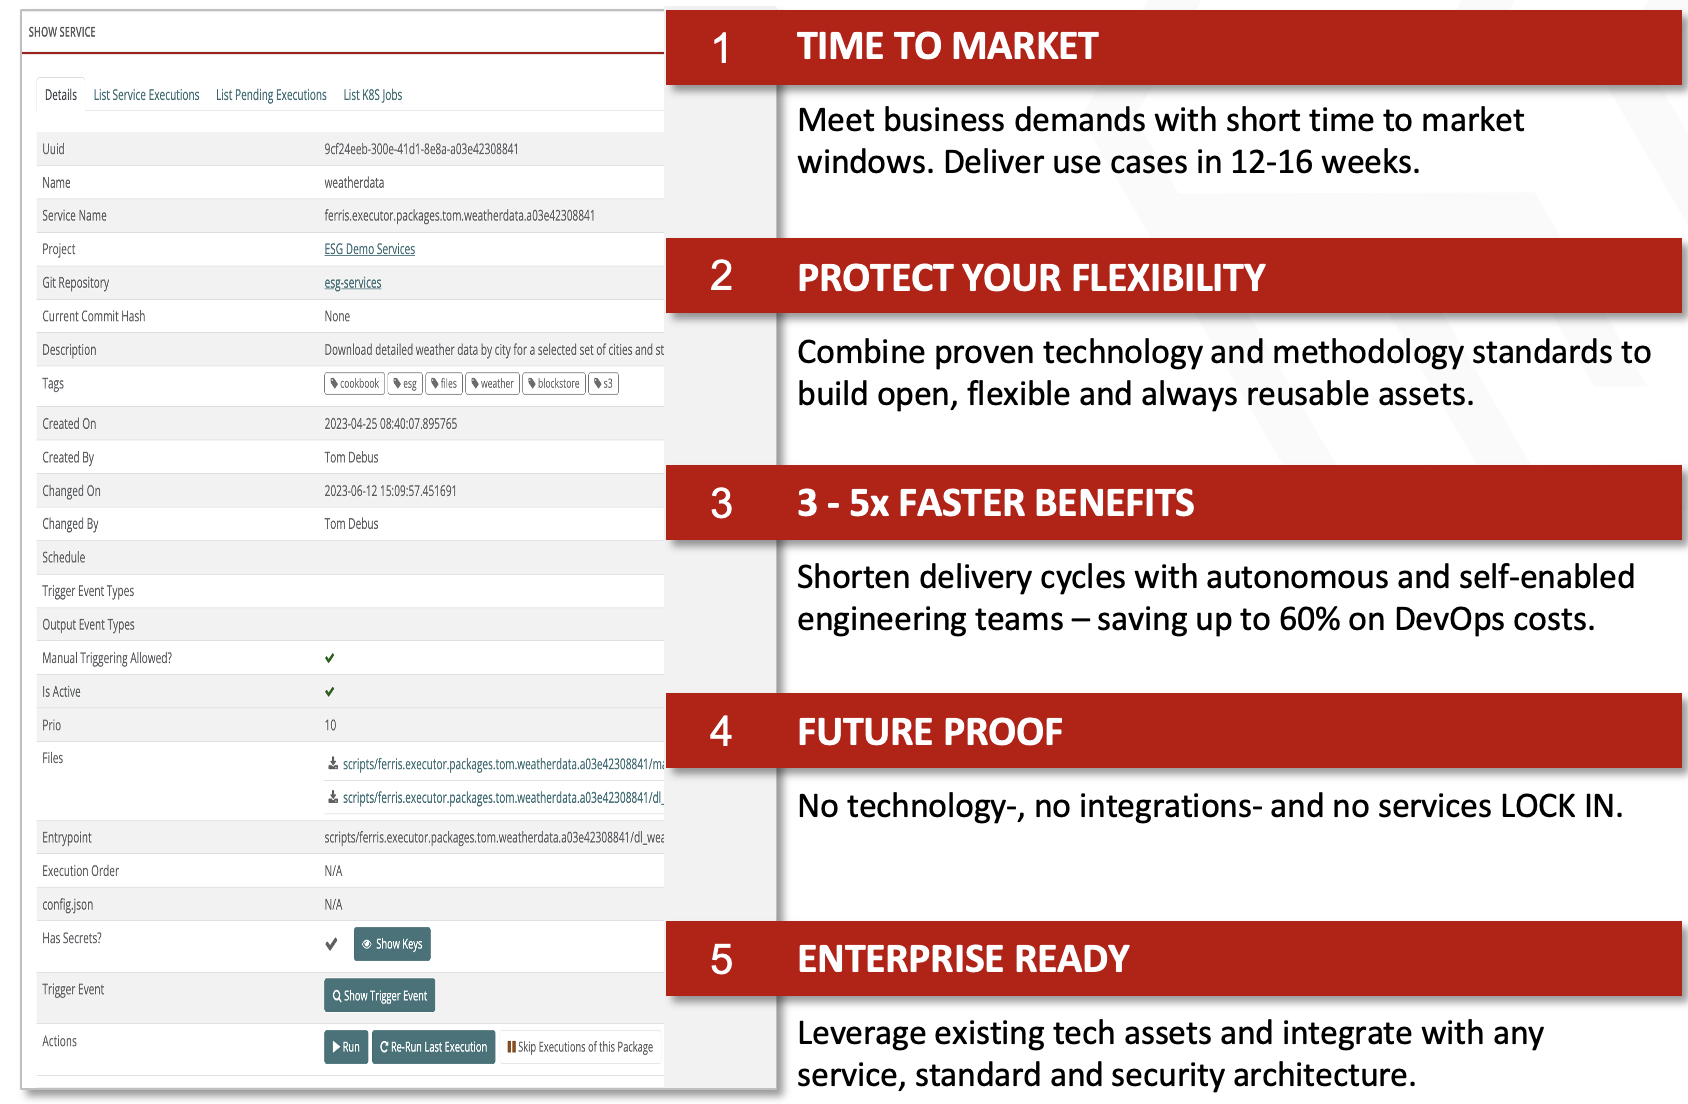 SHOW SERVICE
Details List Service Executions List Pending Executions List K8S Jobs
Uuid 9cf24eeb-300e-41d1-8e8a-a03e42308841
Name weatherdata
Service Name ferris.executor.packages.tom.weatherdata.a03e42308841
Project ESG Demo Services
Git Repository esg-services
Current Commit Hash None
Description Download detailed weather data by city for a selected set of cities and st
Tags cookbook esg files weather blockstore s3
Created On 2023-04-25 08:40:07.895765
Created By Tom Debus
Changed On 2023-06-12 15:09:57.451691
Changed By Tom Debus
Schedule
Trigger Event Types
Output Event Types
Manual Triggering Allowed?
Is Active
Prio 10
Files scripts/ferris.executor.packages.tom.weatherdata.a03e42308841/ma
scripts/ferris.executor.packages.tom.weatherdata.a03e42308841/dl_
Entrypoint scripts/ferris.executor.packages.tom.weatherdata.a03e42308841/dl_wea
Execution Order N/A
config.json N/A
Has Secrets? Show Keys
Trigger Event Show Trigger Event
Actions Run Re-Run Last Execution Skip Executions of this Package
1 TIME TO MARKET
Meet business demands with short time to market
windows. Deliver use cases in 12-16 weeks.
2 PROTECT YOUR FLEXIBILITY
Combine proven technology and methodology standards to
build open, flexible and always reusable assets.
3 3 - 5x FASTER BENEFITS
Shorten delivery cycles with autonomous and self-enabled
engineering teams – saving up to 60% on DevOps costs.
4 FUTURE PROOF
No technology-, no integrations- and no services LOCK IN.
5 ENTERPRISE READY
Leverage existing tech assets and integrate with any
service, standard and security architecture.